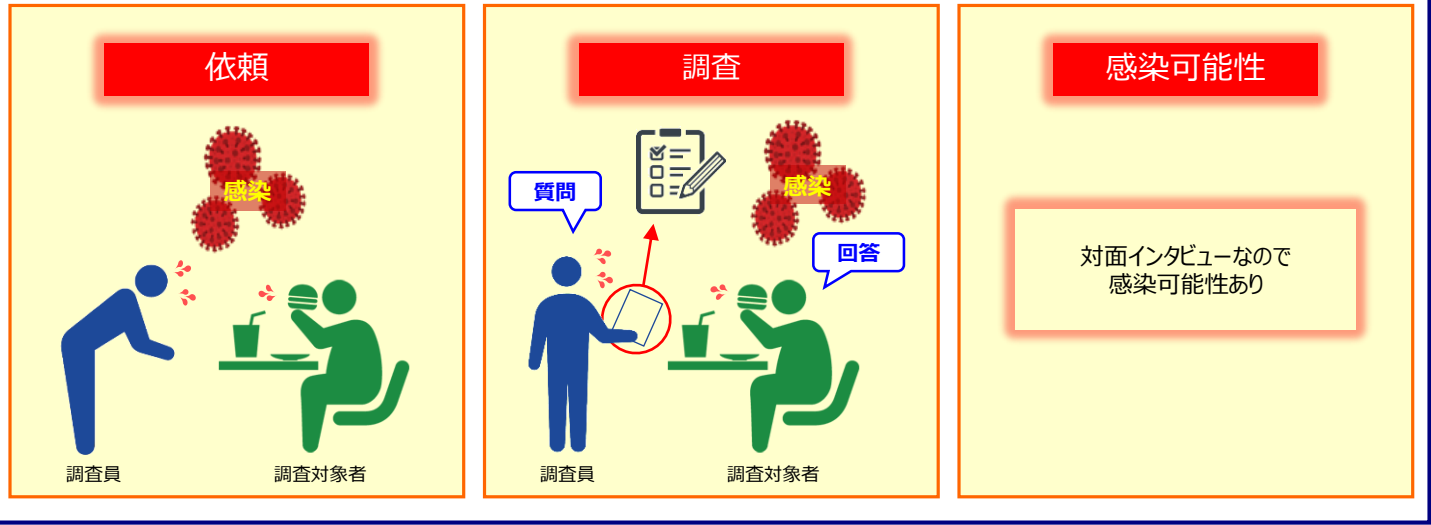 依頼
感染
調査員
調査対象者
調査
質問
感染
回答
調査員
調査対象者
感染可能性
対面インタビューなので
感染可能性あり